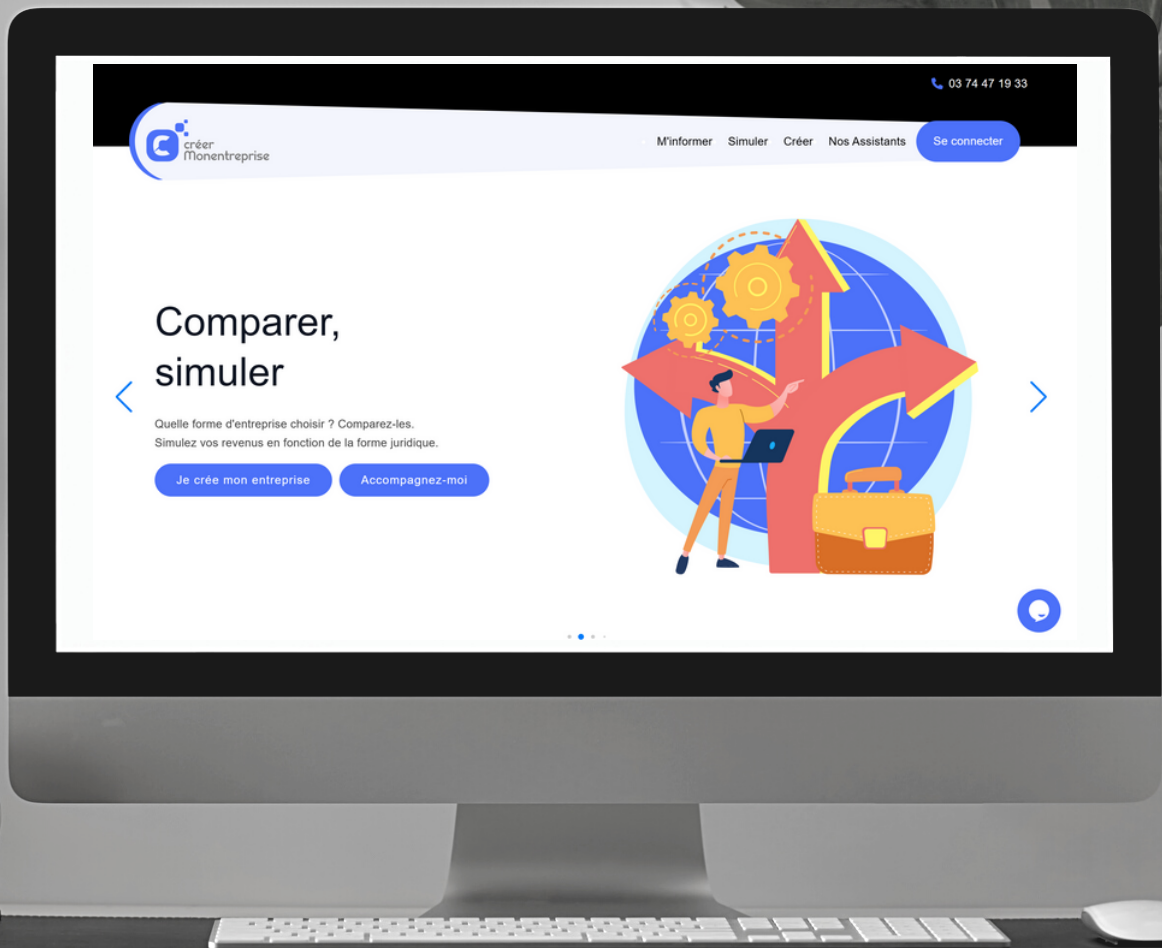 03 74 47 19 33
créer
Monentreprise
M'informer Simuler Créer Nos Assistants Se connecter
Comparer,
simuler
Quelle forme d'entreprise choisir ? Comparez-les.
Simulez vos revenus en fonction de la forme juridique.
Je crée mon entreprise Accompagnez-moi